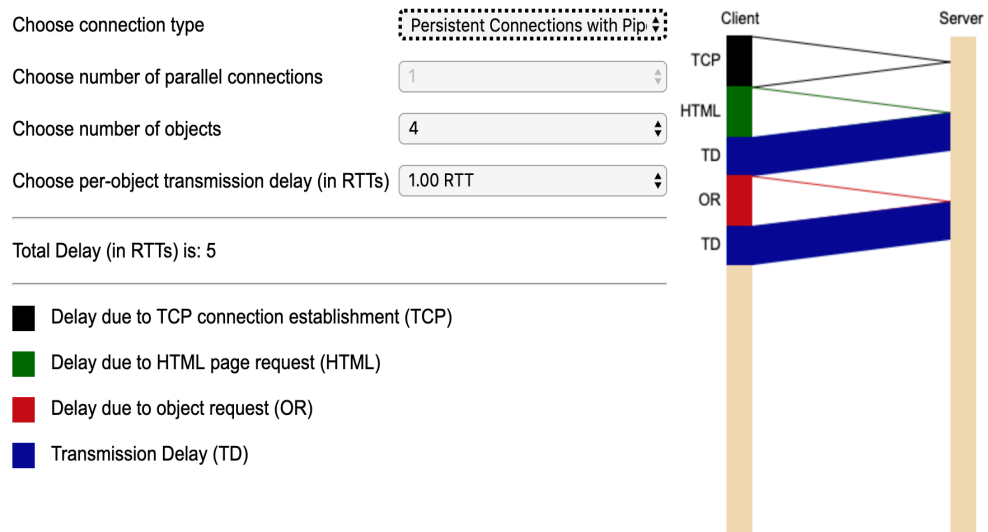 Choose connection type
Persistent Connections with Pip
Choose number of parallel connections
1
Choose number of objects
4
Choose per-object transmission delay (in RTTs)
1.00 RTT
Total Delay (in RTTs) is: 5
Delay due to TCP connection establishment (TCP)
Delay due to HTML page request (HTML)
Delay due to object request (OR)
Transmission Delay (TD)
Client
Server
TCP
HTML
TD
OR
TD